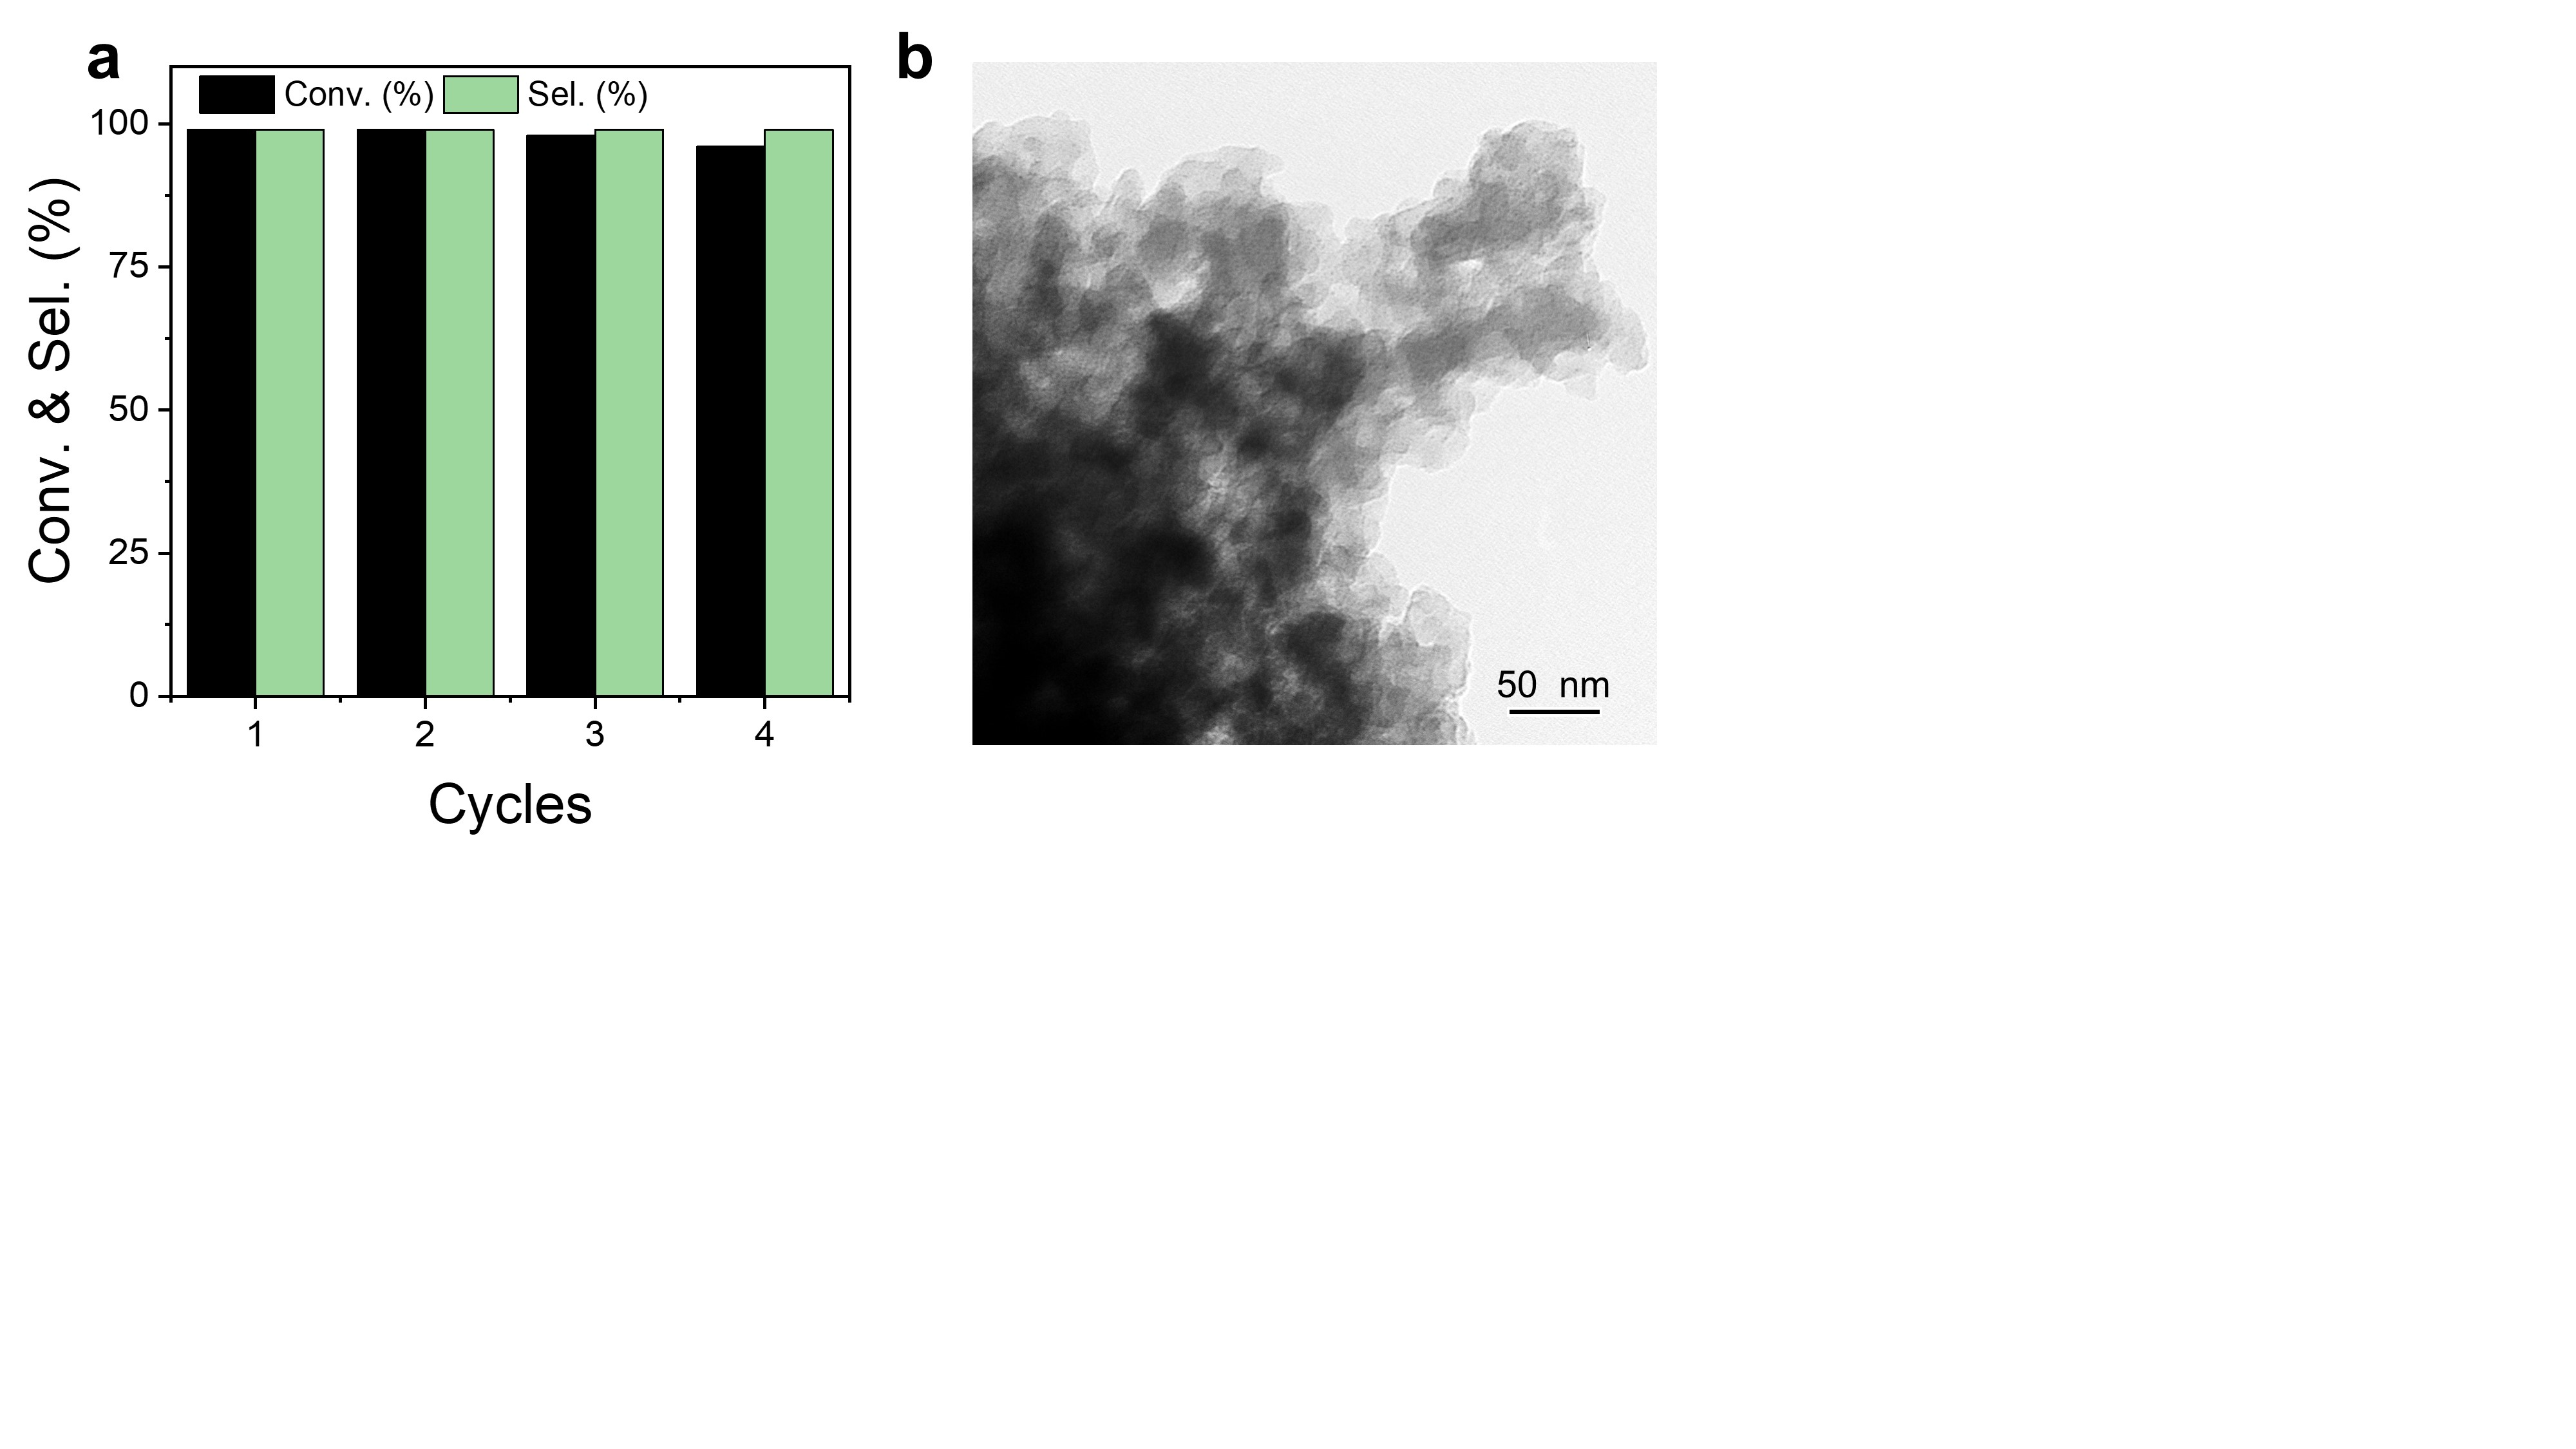 a
Conv. (%) Sel. (%)
100
75
50
25
0
Conv. & Sel. (%)
1 2 3 4
Cycles
b
50 nm